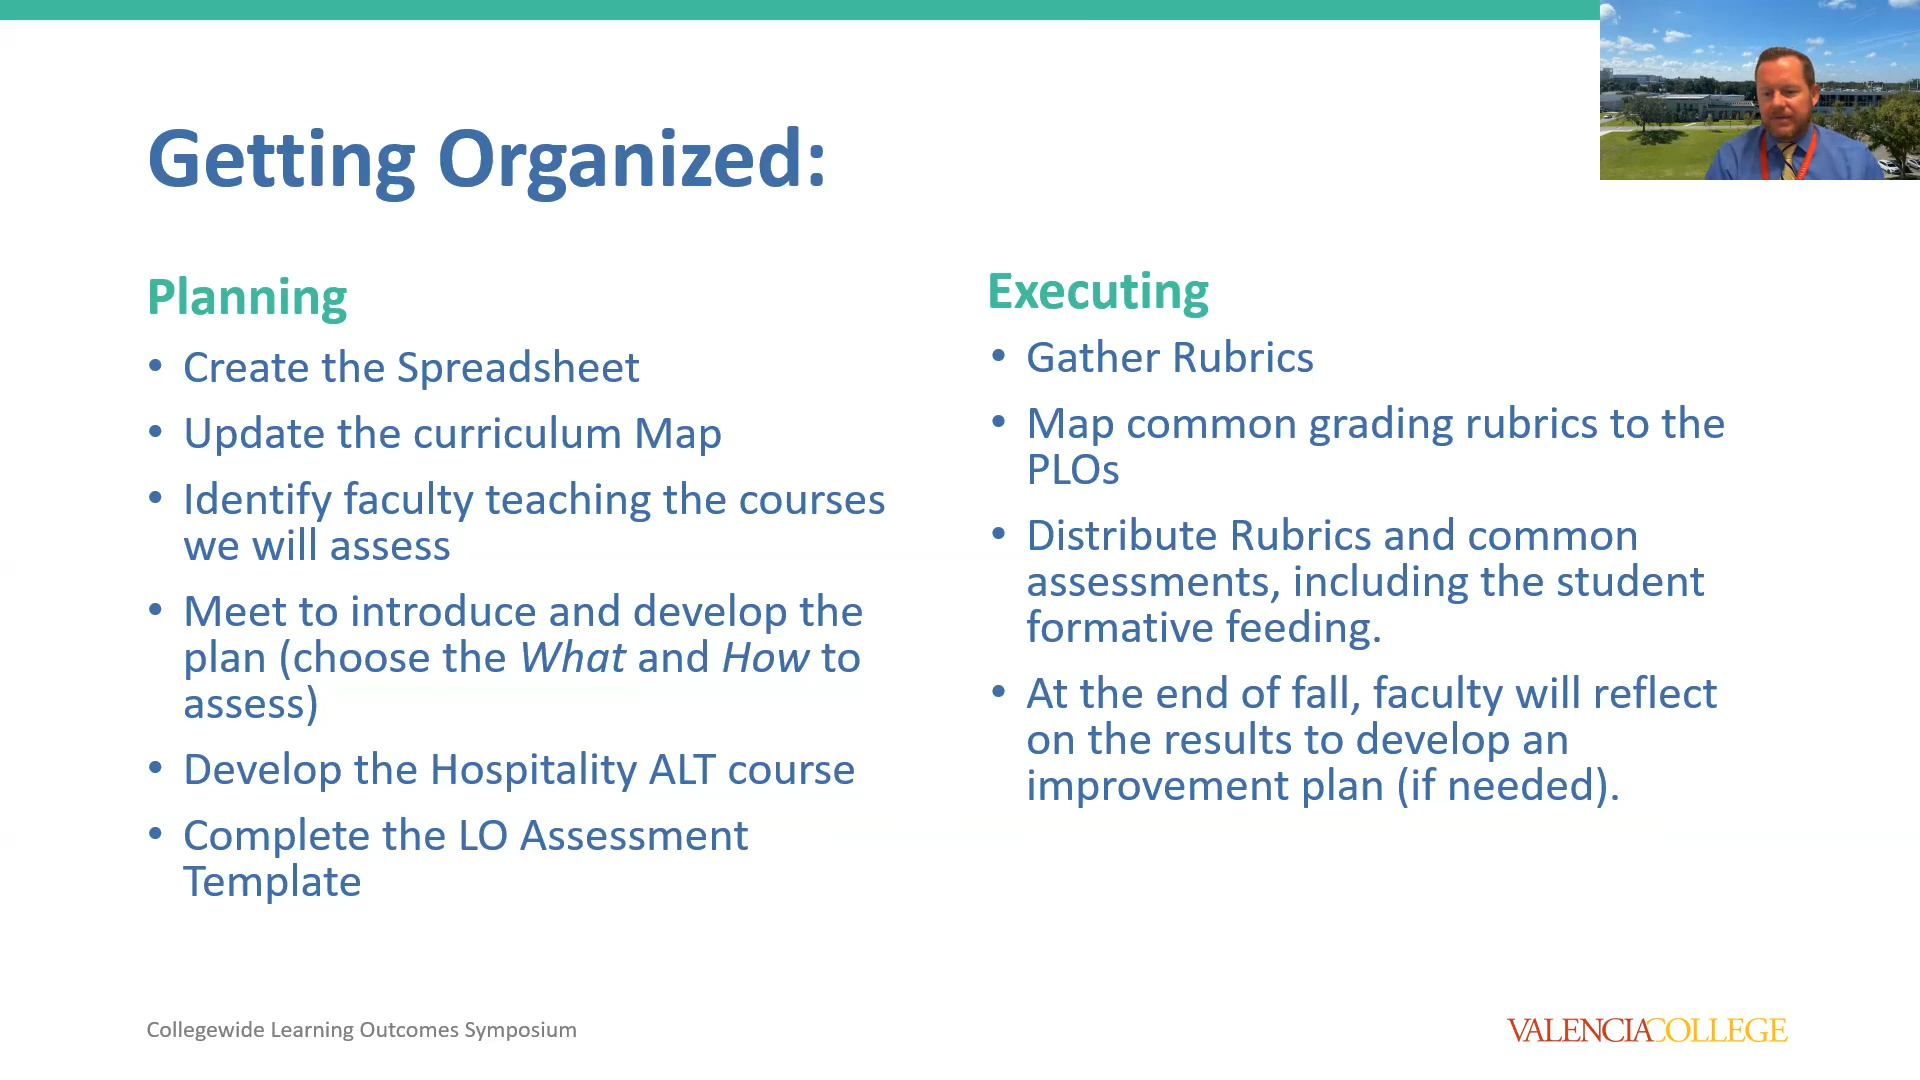 Getting Organized:
Planning
• Create the Spreadsheet
• Update the curriculum Map
• Identify faculty teaching the courses
we will assess
• Meet to introduce and develop the
plan (choose the What and How to
assess)
• Develop the Hospitality ALT course
• Complete the LO Assessment
Template
Executing
• Gather Rubrics
• Map common grading rubrics to the
PLOs
• Distribute Rubrics and common
assessments, including the student
formative feeding.
• At the end of fall, faculty will reflect
on the results to develop an
improvement plan (if needed).
Collegewide Learning Outcomes Symposium
VALENCIACOLLEGE